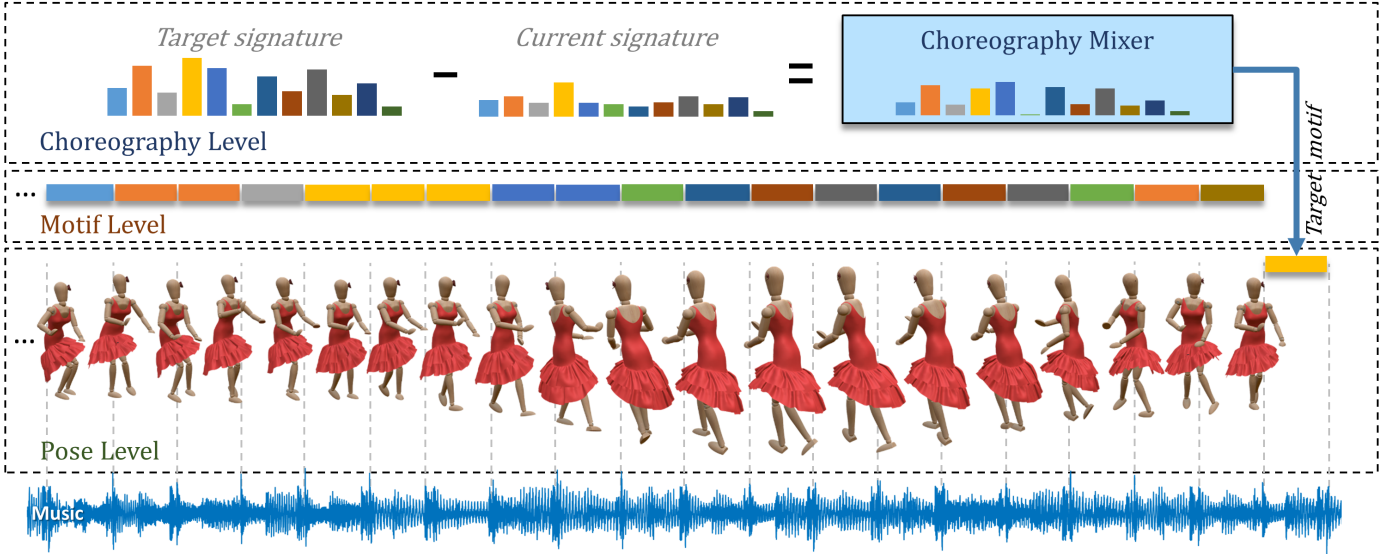 Target signature
Current signature
Choreography Mixer
Choreography Level
Target motif
...
Motif Level
...
Pose Level
Music